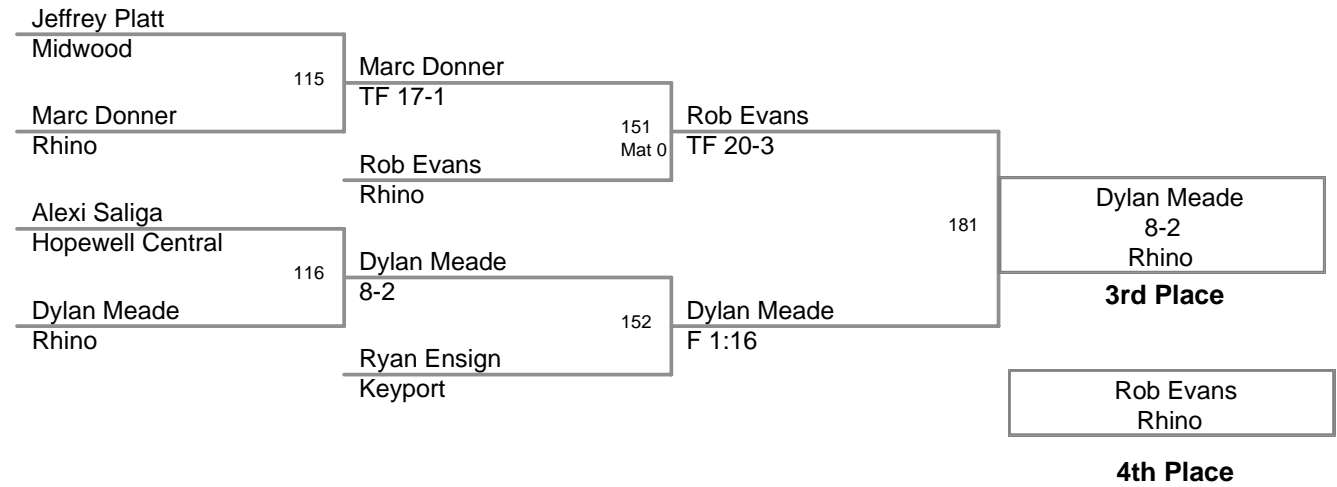 Jeffrey Platt
Midwood
115
Marc Donner
Rhino
Marc Donner
TF 17-1
Rob Evans
Rhino
151
Mat 0
Rob Evans
TF 20-3
Alexi Saliga
Hopewell Central
116
Dylan Meade
Rhino
Dylan Meade
8-2
Ryan Ensign
Keyport
152
Dylan Meade
F 1:16
181
Dylan Meade
8-2
Rhino
3rd Place
Rob Evans
Rhino
4th Place